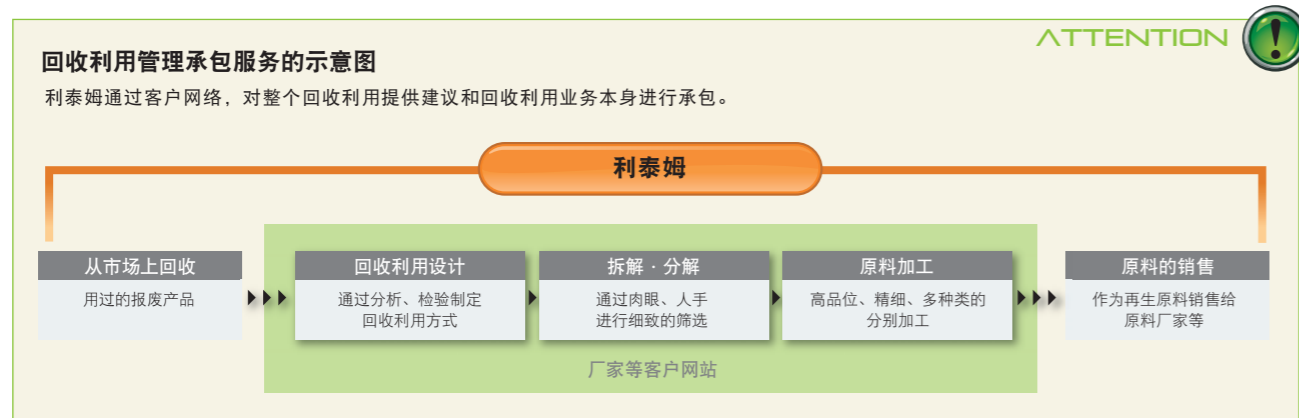 ATTENTION
回收利用管理承包服务的示意图
利泰姆通过客户网络，对整个回收利用提供建议和回收利用业务本身进行承包。
利泰姆
从市场上回收
用过的报废产品
回收利用设计
通过分析、检验制定
回收利用方式
拆解·分解
通过肉眼、人手
进行细致的筛选
原料加工
高品位、精细、多种类的
分别加工
原料的销售
作为再生原料销售给
原料厂家等
厂家等客户网站